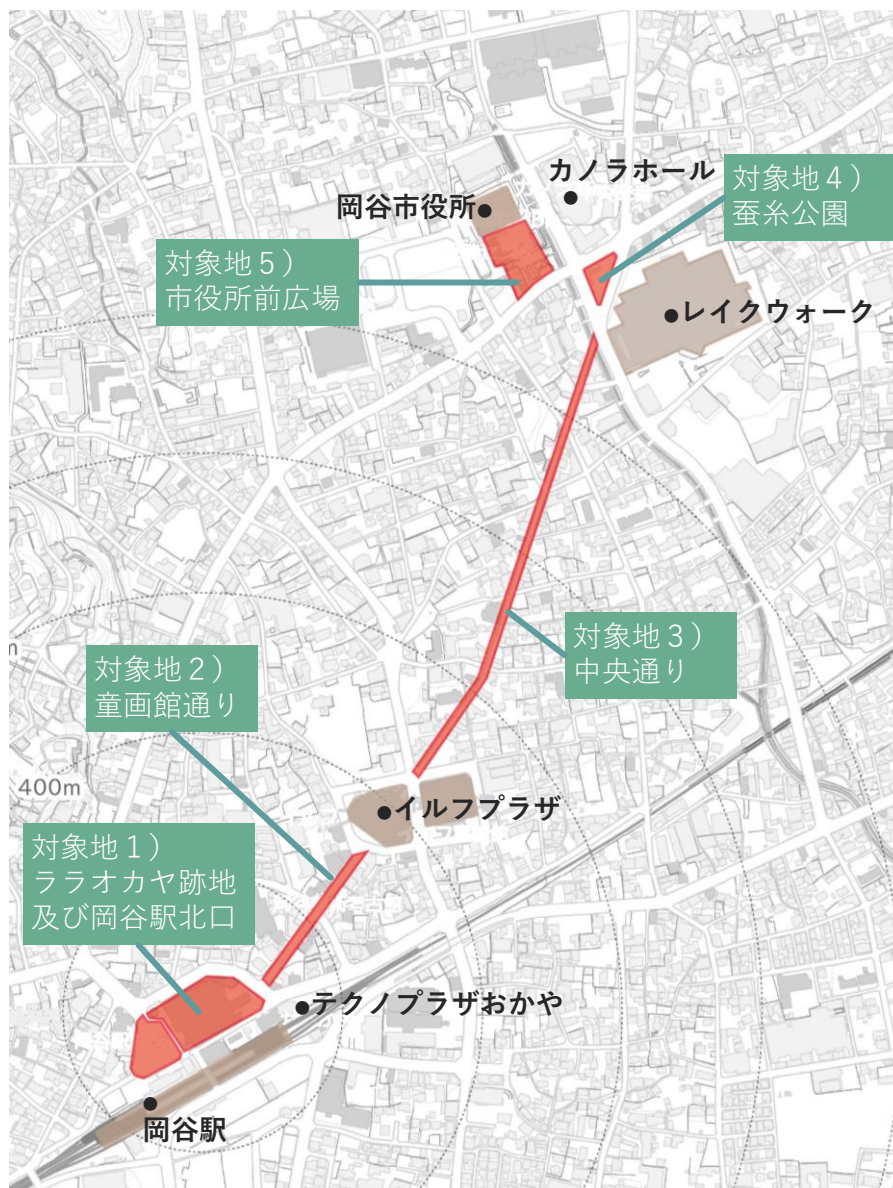 カノラホール
岡谷市役所
対象地4）
蚕糸公園
対象地5）
市役所前広場
レイクウォーク
対象地3）
中央通り
対象地2）
童画館通り
400m
イルフプラザ
対象地1）
ララオカヤ跡地
及び岡谷駅北口
テクノプラザおかや
岡谷駅